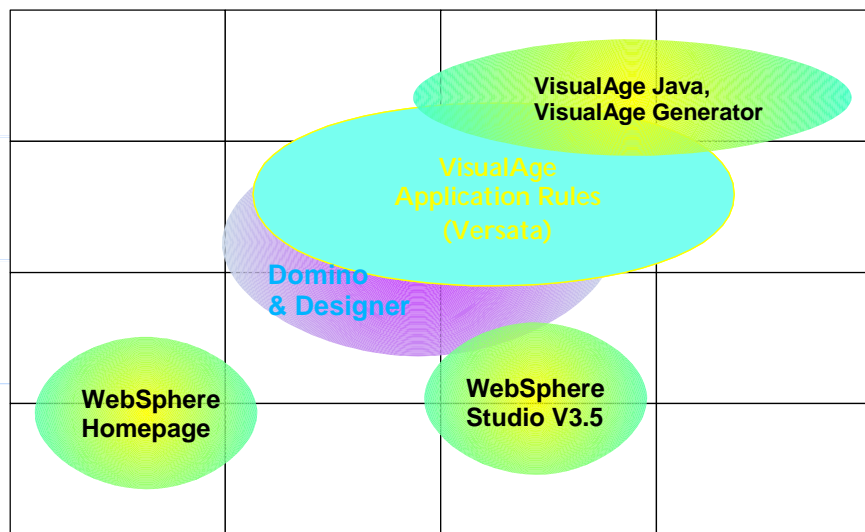 VisualAge Java,
VisualAge Generator
VisualAge
Application Rules
(Versata)
Domino
& Designer
WebSphere
Homepage
WebSphere
Studio V3.5